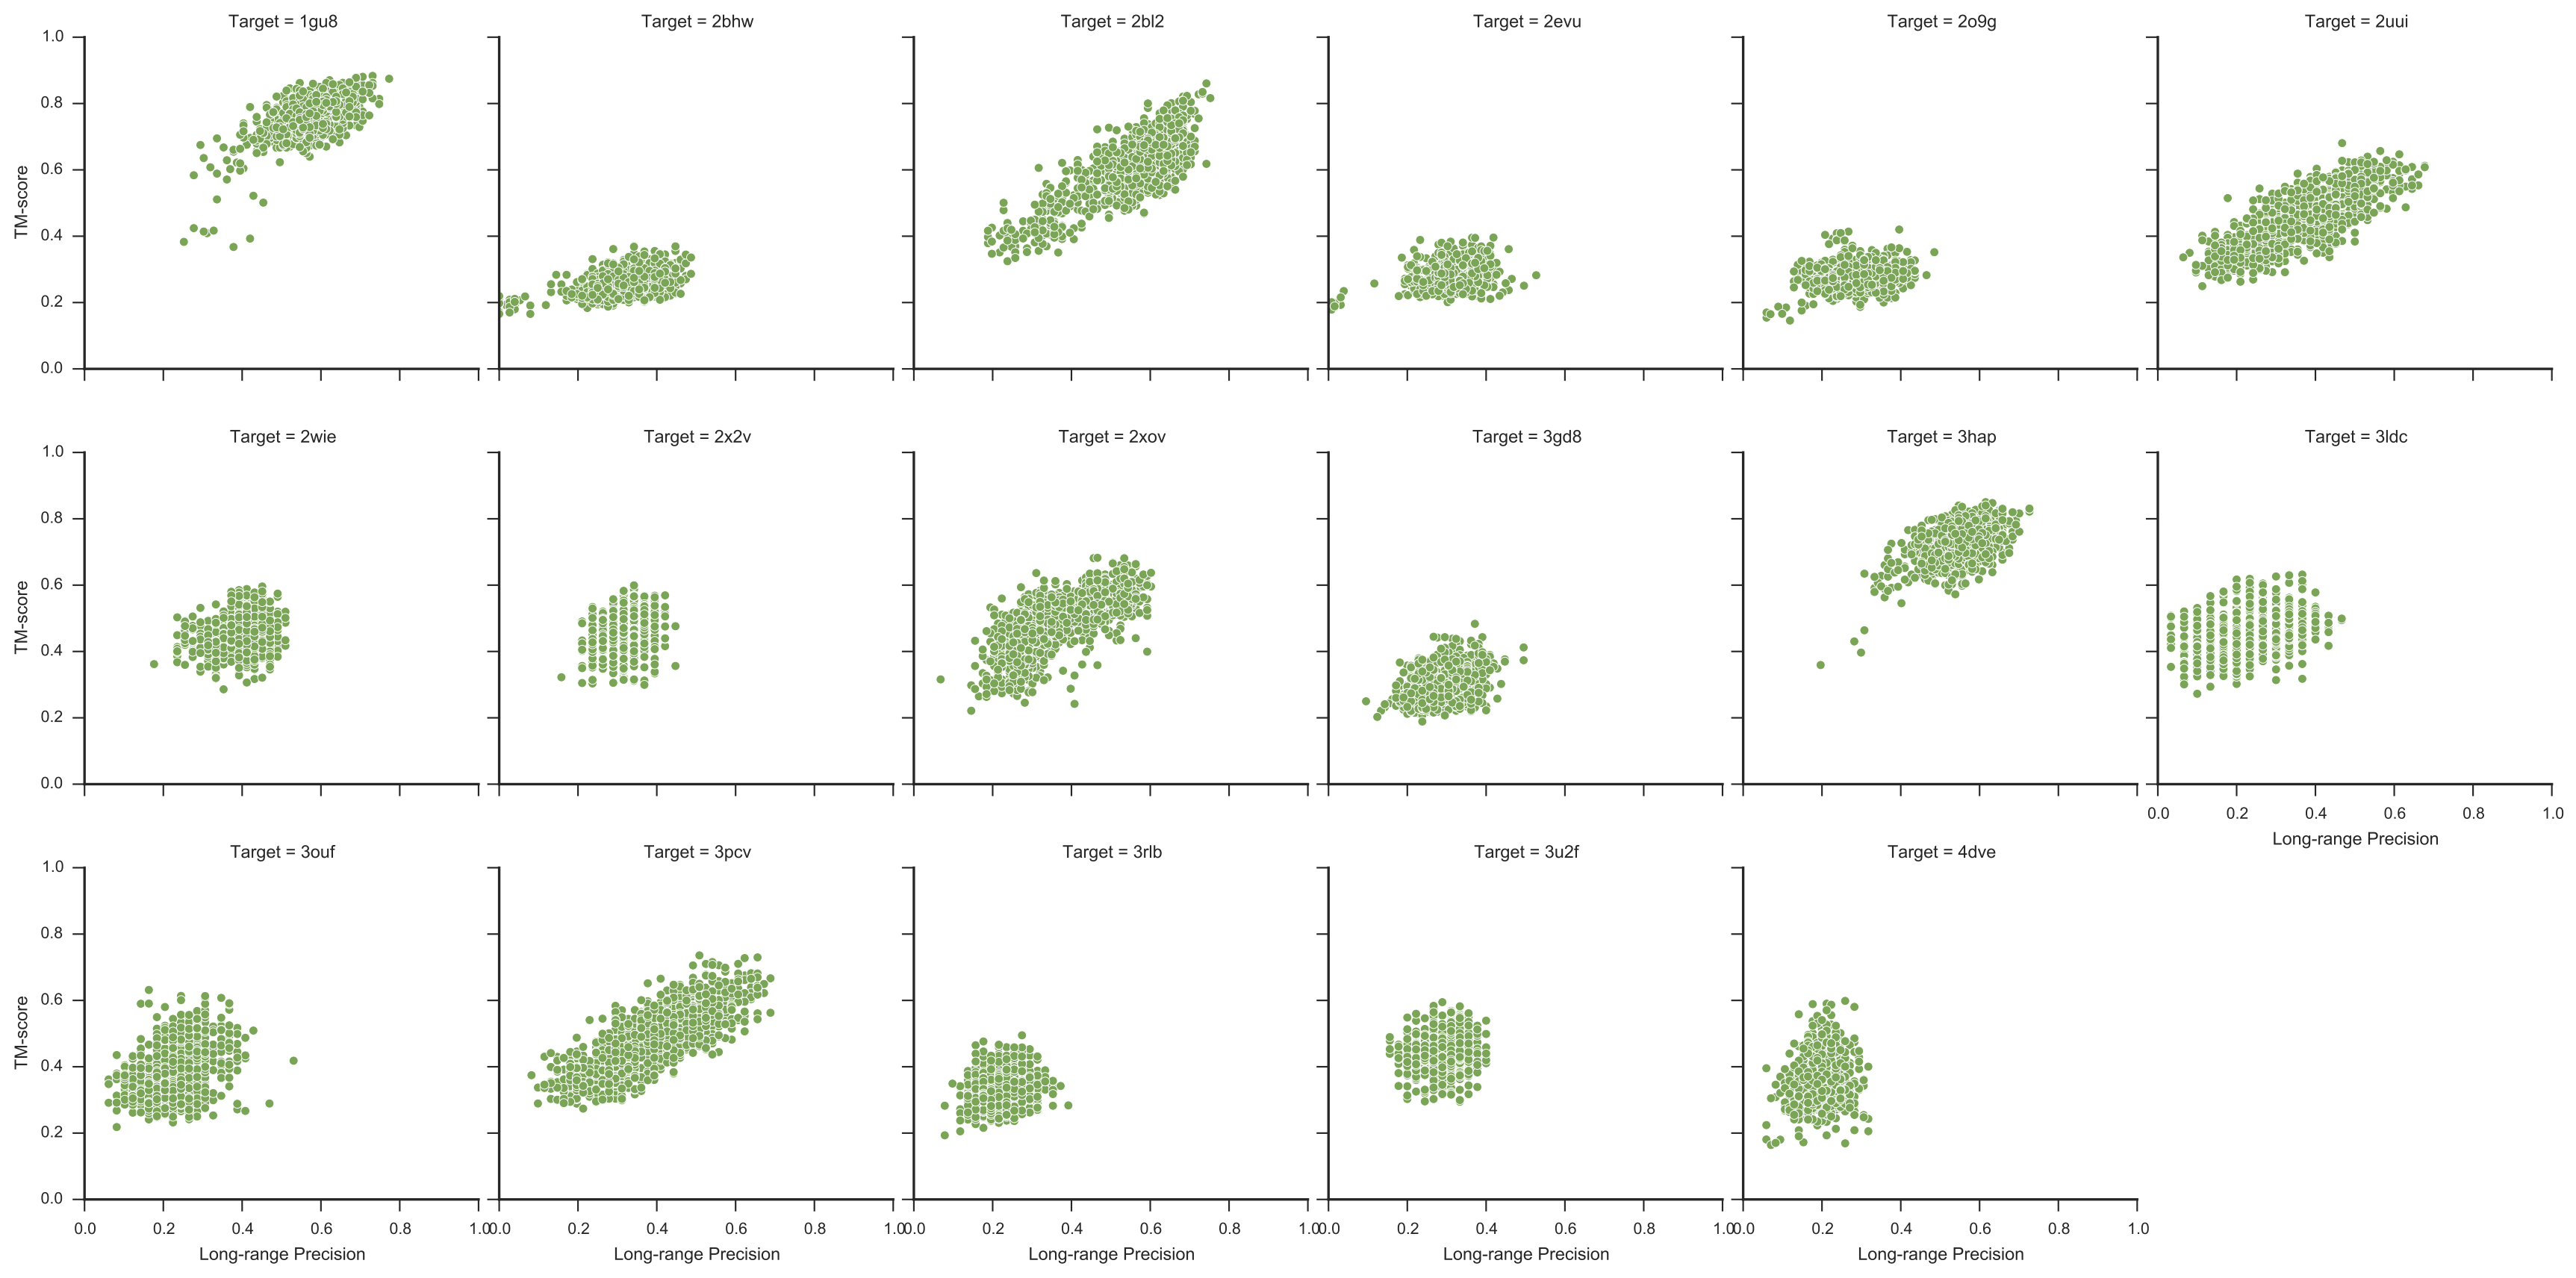 Target = 1gu8 Target = 2bhw Target = 2bl2 Target = 2evu Target = 2o9g Target = 2uui
1.0
0.8
0.6
0.4
0.2
0.0
TM-score
Target = 2wie Target = 2x2v Target = 2xov Target = 3gd8 Target = 3hap Target = 3ldc
1.0
0.8
0.6
0.4
0.2
0.0
TM-score
0.0 0.2 0.4 0.6 0.8 1.0
Long-range Precision
Target = 3ouf Target = 3pcv Target = 3rlb Target = 3u2f Target = 4dve
1.0
0.8
0.6
0.4
0.2
0.0
TM-score
0.0 0.2 0.4 0.6 0.8 1.0 0.0 0.2 0.4 0.6 0.8 1.0 0.0 0.2 0.4 0.6 0.8 1.0 0.0 0.2 0.4 0.6 0.8 1.0 0.0 0.2 0.4 0.6 0.8 1.0
Long-range Precision Long-range Precision Long-range Precision Long-range Precision Long-range Precision